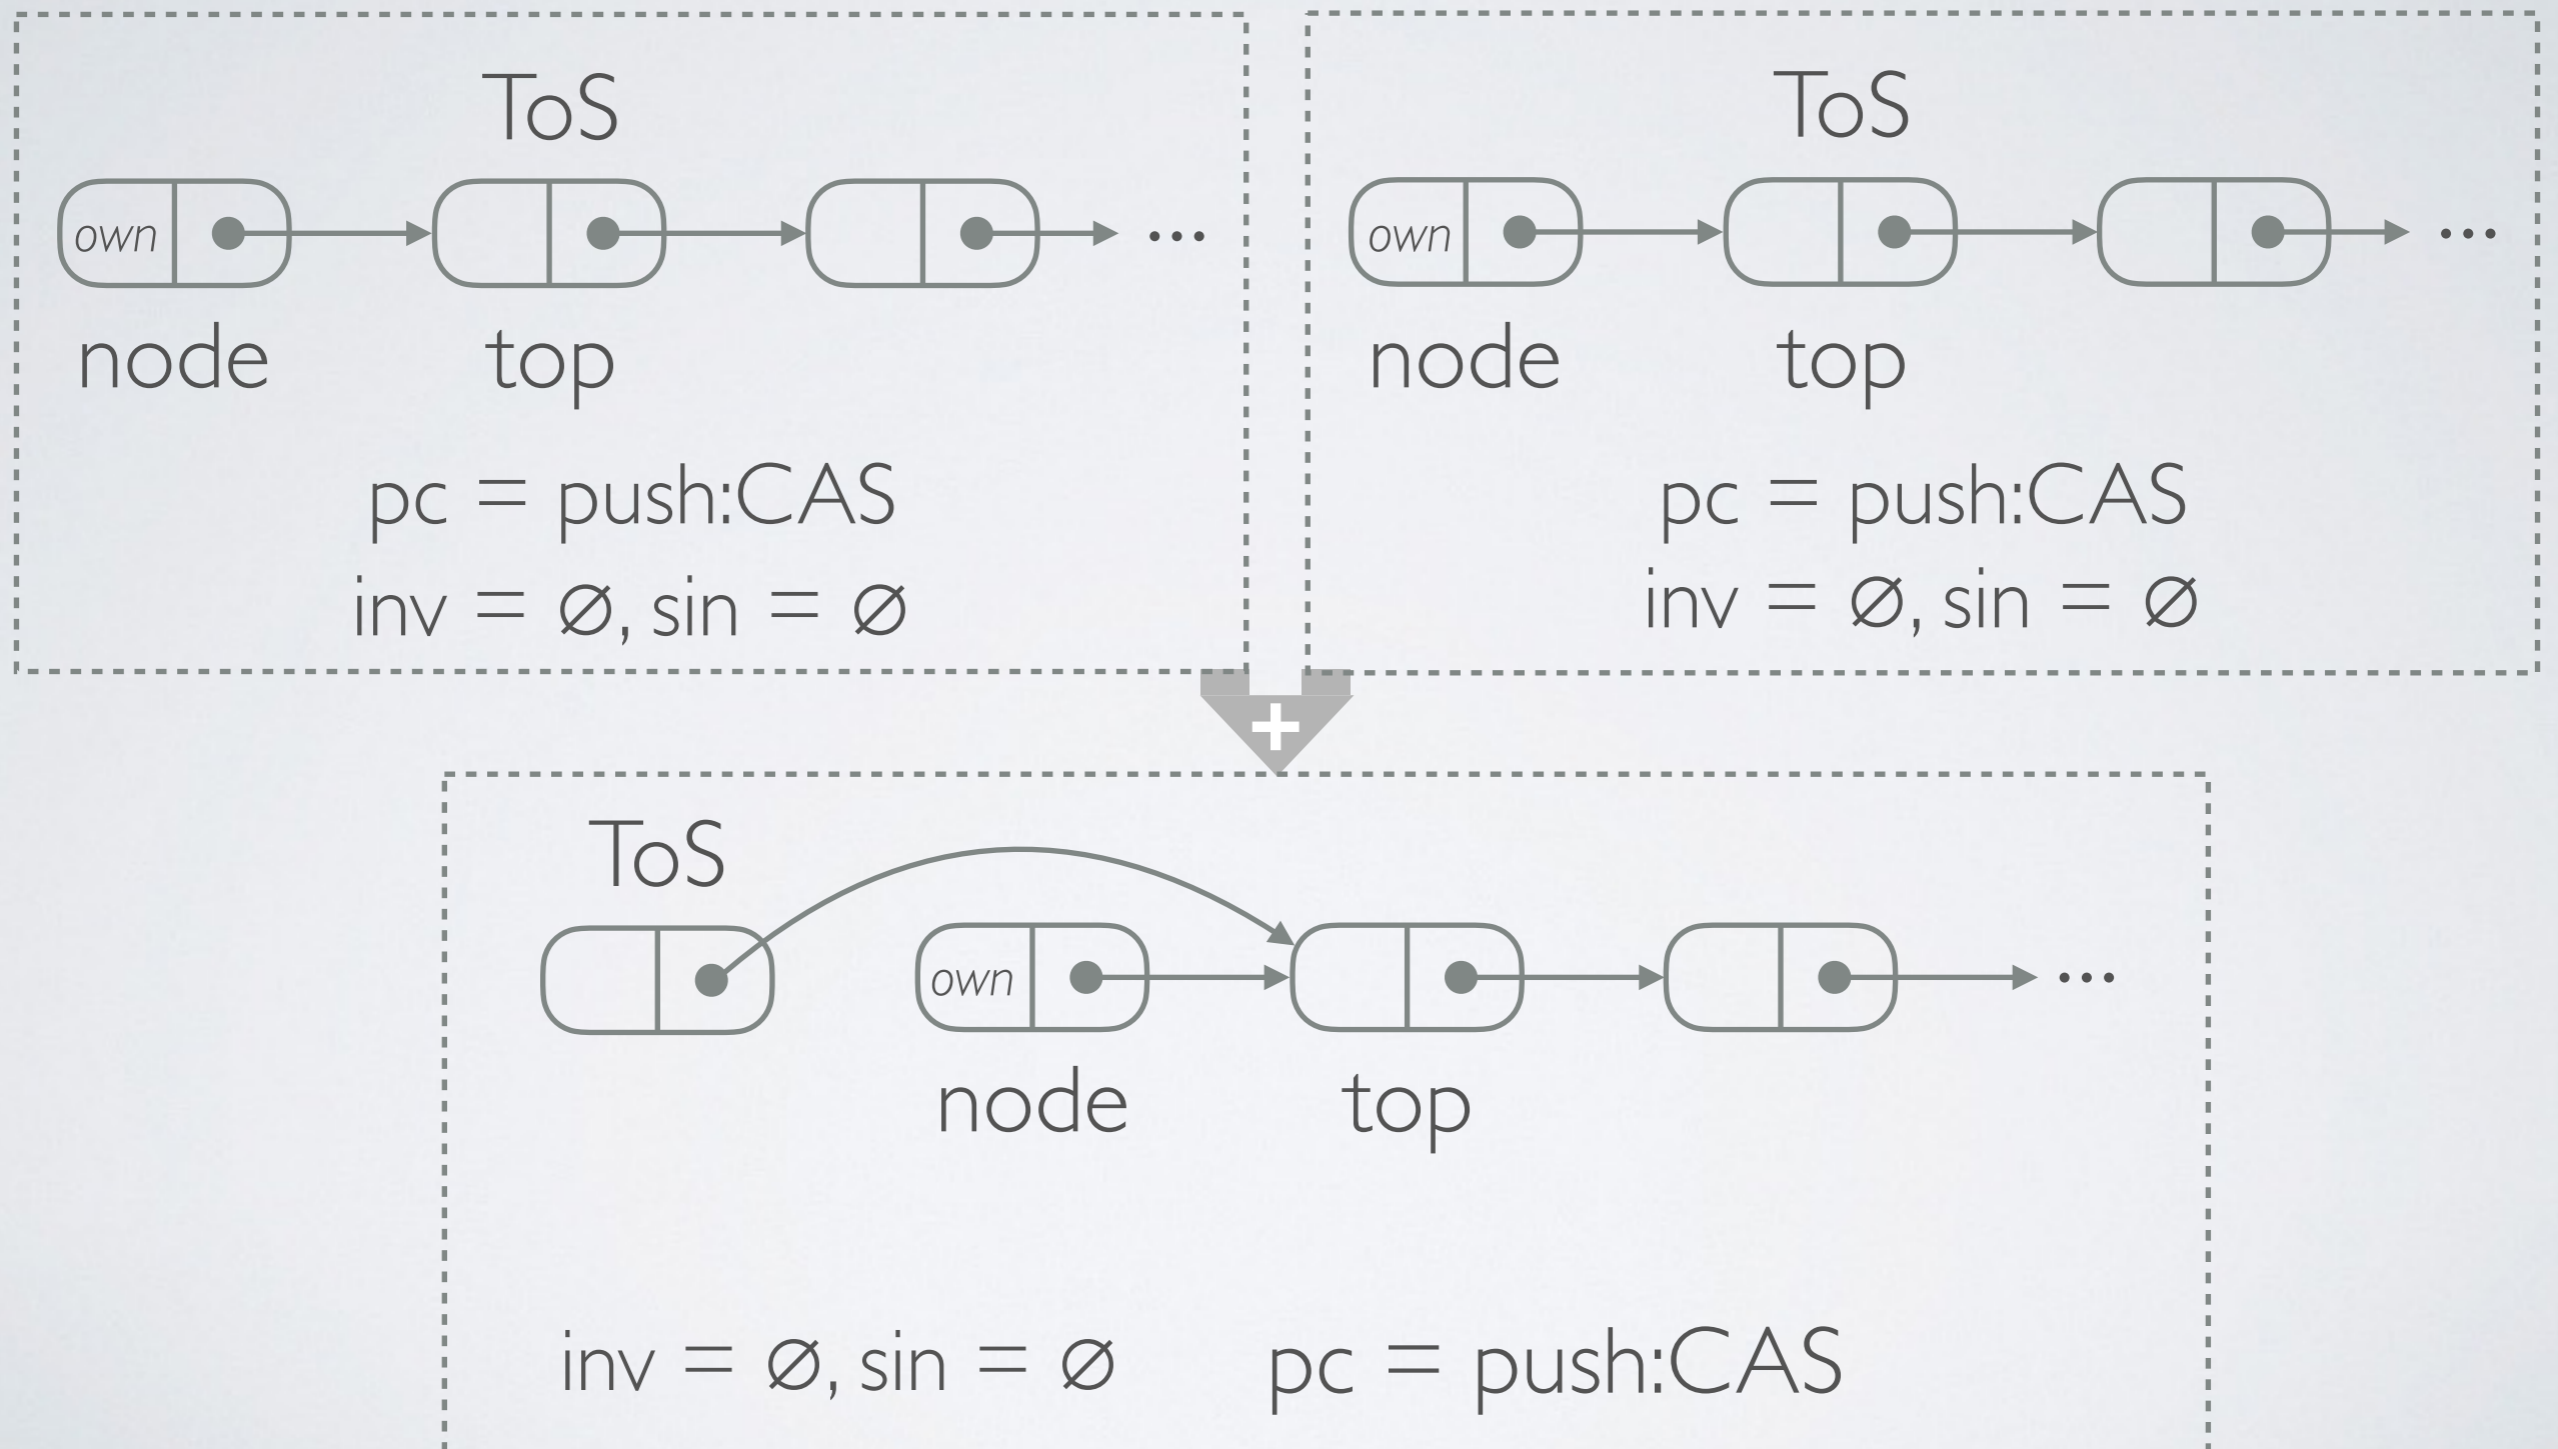 ToS
own
...
node top
pc = push:CAS
inv = ∅, sin = ∅
ToS
own
...
node top
pc = push:CAS
inv = ∅, sin = ∅
+
ToS
own
...
node top
inv = ∅, sin = ∅ pc = push:CAS